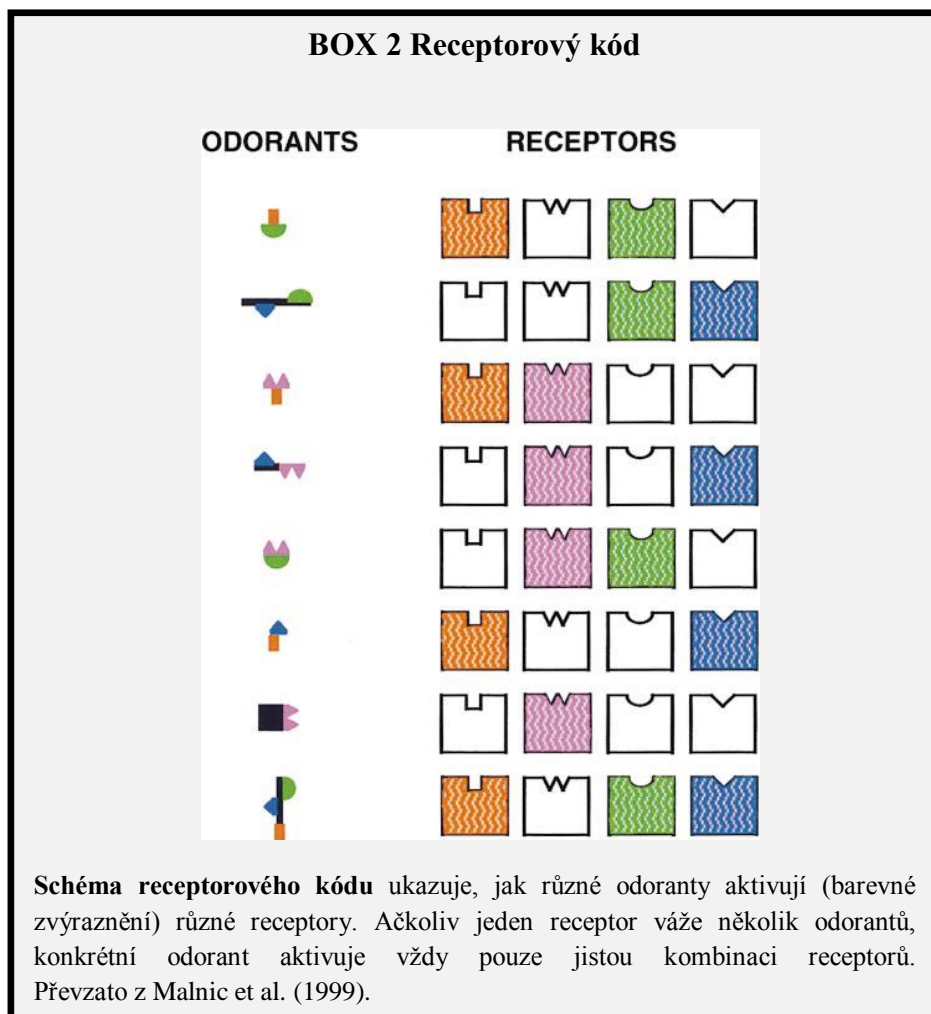 BOX 2 Receptorový kód
ODORANTS RECEPTORS
Schéma receptorového kódu ukazuje, jak různé odoranty aktivují (barevné
zvýraznění) různé receptory. Ačkoliv jeden receptor váže několik odorantů,
konkrétní odorant aktivuje vždy pouze jistou kombinaci receptorů.
Převzato z Malnic et al. (1999).